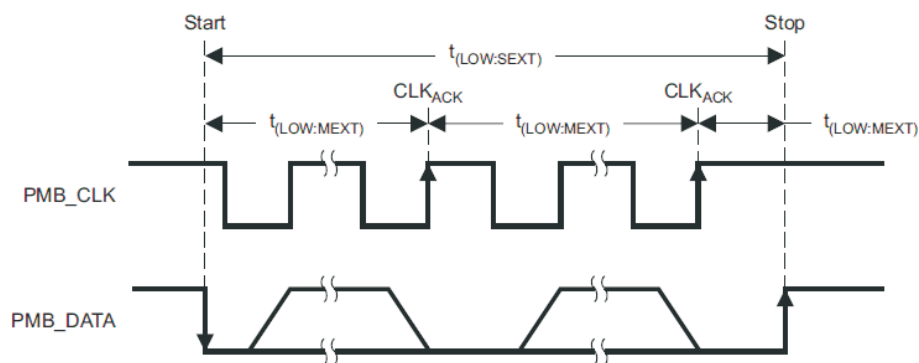 Start Stop
t(LOW:SEXT)
CLKACK CLKACK
t(LOW:MEXT) t(LOW:MEXT) t(LOW:MEXT)
PMB_CLK
PMB_DATA